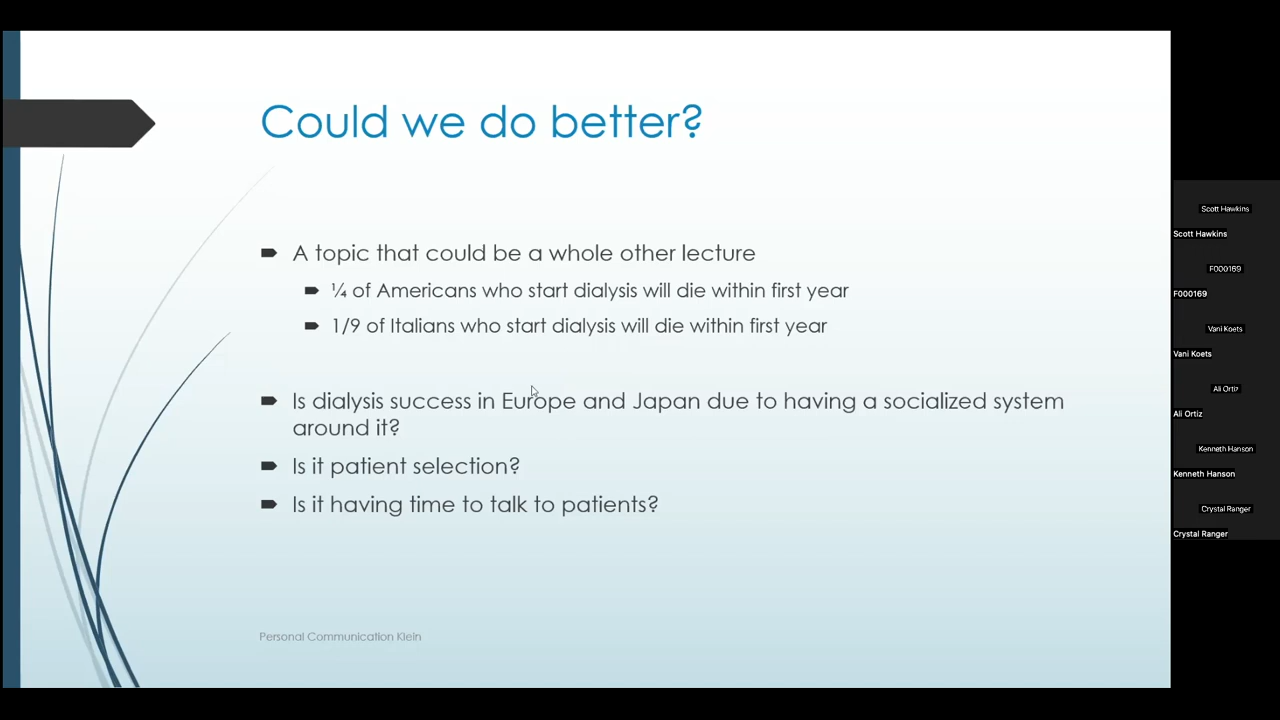 Could we do better?
A topic that could be a whole other lecture
¼ of Americans who start dialysis will die within first year
1/9 of Italians who start dialysis will die within first year
Is dialysis success in Europe and Japan due to having a socialized system
around it?
Is it patient selection?
Is it having time to talk to patients?
Personal Communication Klein
Scott Hawkins
Scott Hawkins
F000169
F000169
Vani Koets
Vani Koets
Ali Ortiz
Ali Ortiz
Kenneth Hanson
Kenneth Hanson
Crystal Ranger
Crystal Ranger